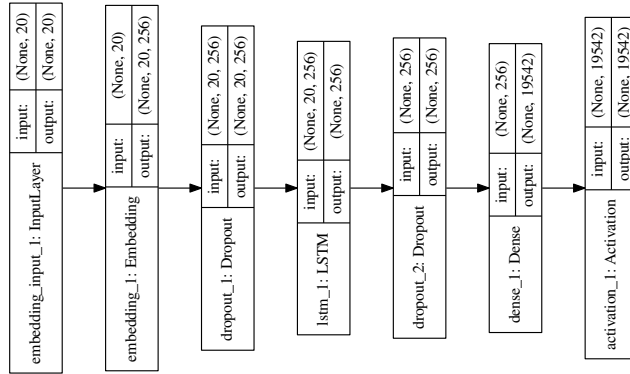 embedding_input_1: InputLayer
input:
(None, 20)
output:
(None, 20)
embedding_1: Embedding
input:
(None, 20)
output:
(None, 20, 256)
dropout_1: Dropout
input:
(None, 20, 256)
output:
(None, 20, 256)
lstm_1: LSTM
input:
(None, 20, 256)
output:
(None, 256)
dropout_2: Dropout
input:
(None, 256)
output:
(None, 256)
dense_1: Dense
input:
(None, 256)
output:
(None, 19542)
activation_1: Activation
input:
(None, 19542)
output:
(None, 19542)